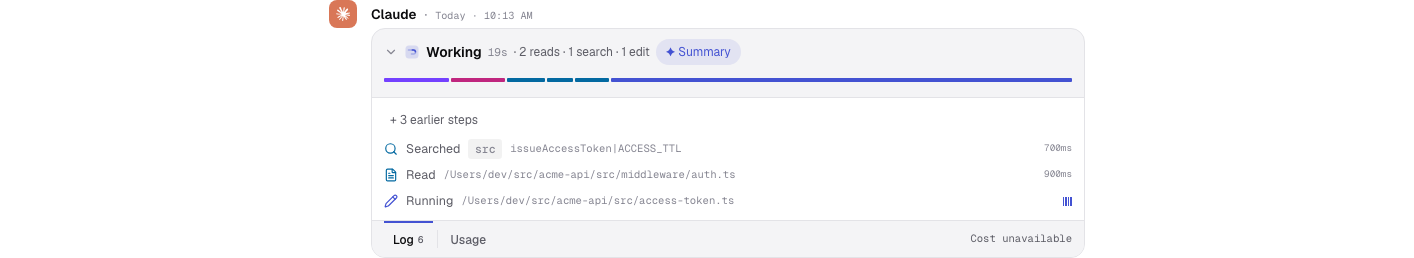 Claude · Today · 10:13 AM
Working 19s · 2 reads · 1 search · 1 edit Summary
+ 3 earlier steps
Searched src issueAccessToken|ACCESS_TTL 700ms
Read /Users/dev/src/acme-api/src/middleware/auth.ts 900ms
Running /Users/dev/src/acme-api/src/access-token.ts
Log 6 Usage Cost unavailable